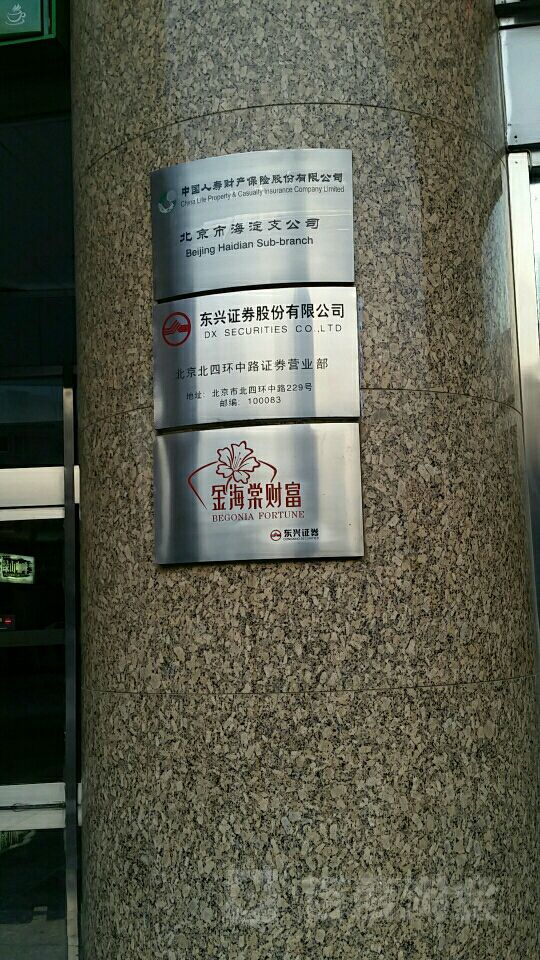 中国人寿财产保险股份有限公司
China Life Property & Casualty Insurance Company Limited
北京市海淀支公司
Beijing Haidian Sub-branch
东兴证券股份有限公司
DX SECURITIES CO.,LTD
北京北四环中路证券营业部
地址：北京市北四环中路229号
邮编：100083
金海棠财富
BEGONIA FORTUNE
东兴证券